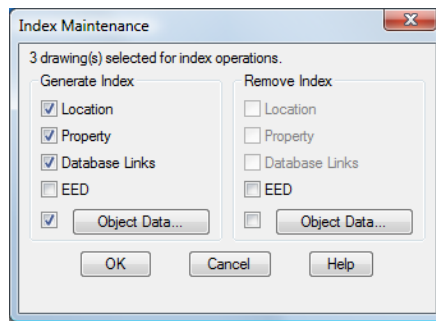 Index Maintenance
3 drawing(s) selected for index operations.
Generate Index
Location
Property
Database Links
EED
Object Data...
Remove Index
Location
Property
Database Links
EED
Object Data...
OK Cancel Help